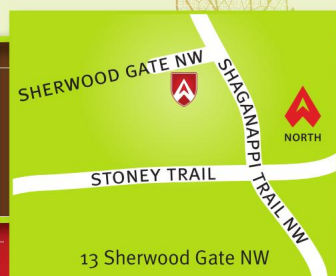 SHERWOOD GATE NW
SHAGANAPPI TRAIL NW
NORTH
STONEY TRAIL
13 Sherwood Gate NW